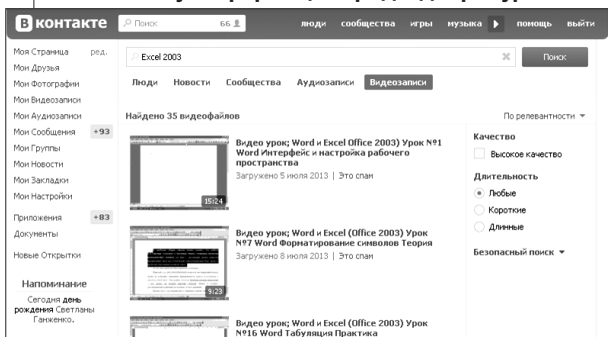 В контакте
Поиск 66 люди сообщества игры музыка помощь выйти
Моя Страница ред.
Мои Друзья
Мои Фотографии
Мои Видеозаписи
Мои Аудиозаписи
Мои Сообщения +93
Мои Группы
Мои Новости
Мои Закладки
Мои Настройки
Приложения +83
Документы
Новые Открытки
Напоминание
Сегодня день
рождения Светланы
Ганженко.
Excel 2003 Поиск
Люди Новости Сообщества Аудиозаписи Видеозаписи
Найдено 35 видеофайлов По релевантности
15:24
Видео урок; Word и Excel Office 2003) Урок №1
Word Интерфейс и настройка рабочего
пространства
Загружено 5 июля 2013 | Это спам
9:23
Видео урок; Word и Excel (Office 2003) Урок
№7 Word Форматирование символов Теория
Загружено 8 июля 2013 | Это спам
Видео урок; Word и Excel (Office 2003) Урок
№16 Word Табуляция Практика
Качество
Высокое качество
Длительность
Любые
Короткие
Длинные
Безопасный поиск